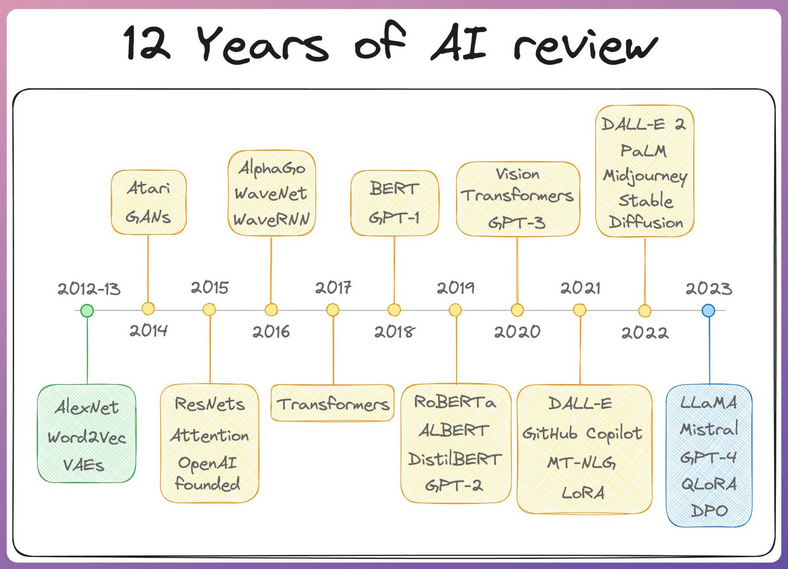 12 Years of AI review
DALL-E 2
PaLM
Midjourney
Stable
Diffusion
Atari
GANs
AlphaGo
WaveNet
WaveRNN
BERT
GPT-1
Vision
Transformers
GPT-3
2012-13
2015
2017
2019
2021
2023
2014
2016
2018
2020
2022
AlexNet
Word2Vec
VAEs
ResNets
Attention
OpenAI
founded
Transformers
RoBERTa
ALBERT
DistilBERT
GPT-2
DALL-E
GitHub Copilot
MT-NLG
LoRA
LLaMA
Mistral
GPT-4
QLoRA
DPO